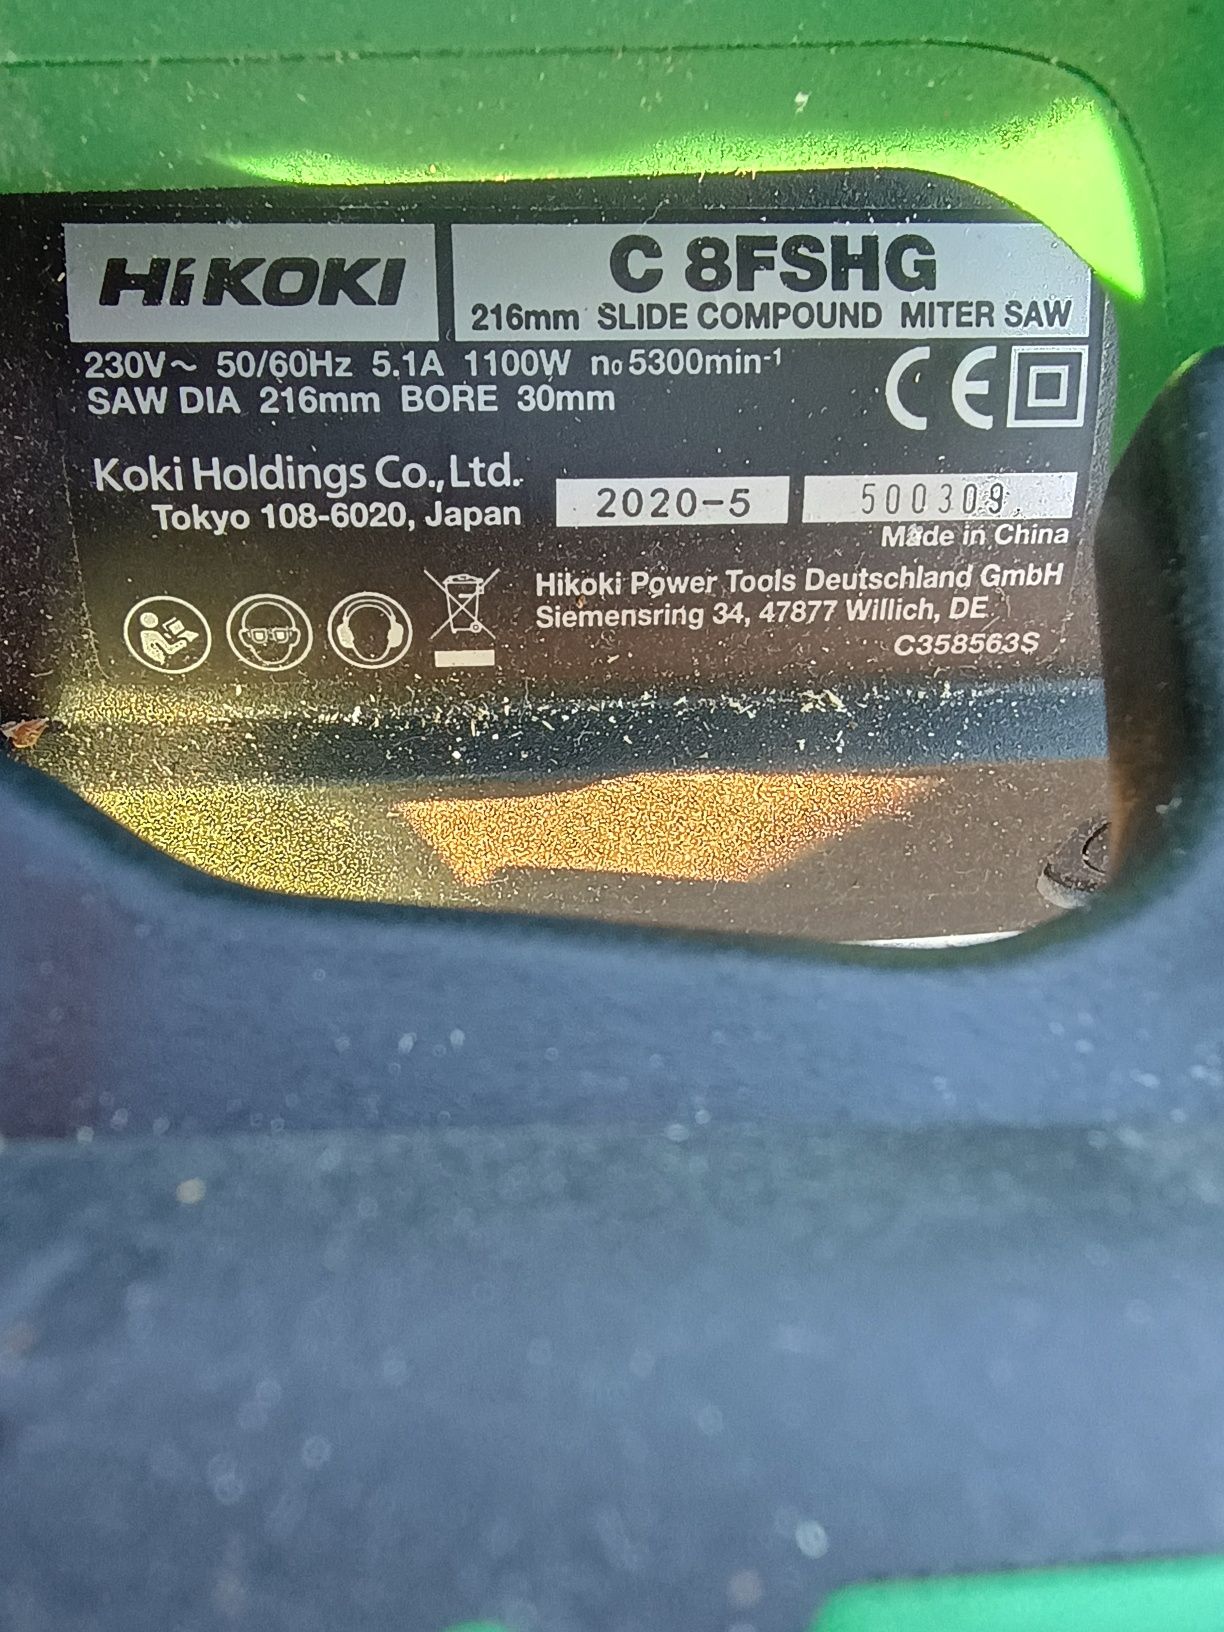 HiKOKI
C 8FSHG
216mm SLIDE COMPOUND MITER SAW
230V～ 50/60Hz 5.1A 1100W n₀5300min⁻¹
SAW DIA 216mm BORE 30mm
CE
Koki Holdings Co.,Ltd.
Tokyo 108-6020, Japan
2020-5
500309
Made in China
Hikoki Power Tools Deutschland GmbH
Siemensring 34, 47877 Willich, DE
C358563S